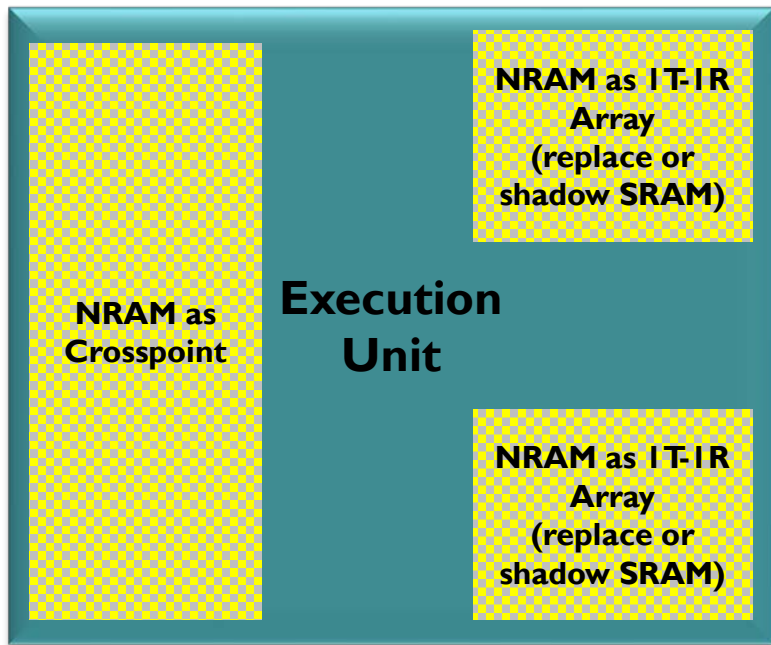 NRAM as 1T-1R
Array
(replace or
shadow SRAM)
NRAM as
Crosspoint
Execution
Unit
NRAM as 1T-1R
Array
(replace or
shadow SRAM)